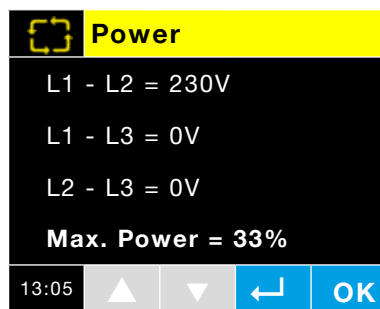 Power
L1 - L2 = 230V
L1 - L3 = 0V
L2 - L3 = 0V
Max. Power = 33%
13:05 OK